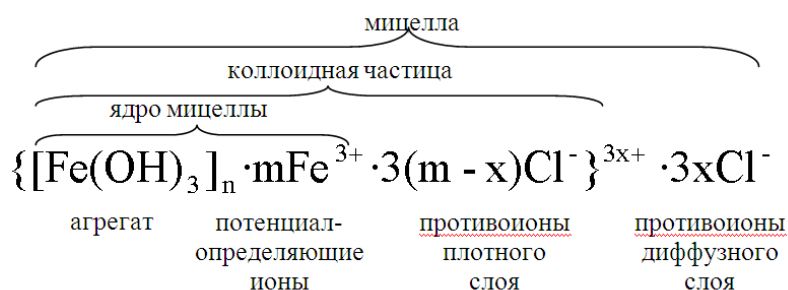 мицелла
коллоидная частица
ядро мицеллы
{[Fe(OH)₃]ₙ·mFe³⁺·3(m - x)Cl⁻}³ˣ⁺·3xCl⁻
агрегат
потенциал-
определяющие
ионы
противоионы
плотного
слоя
противоионы
диффузного
слоя